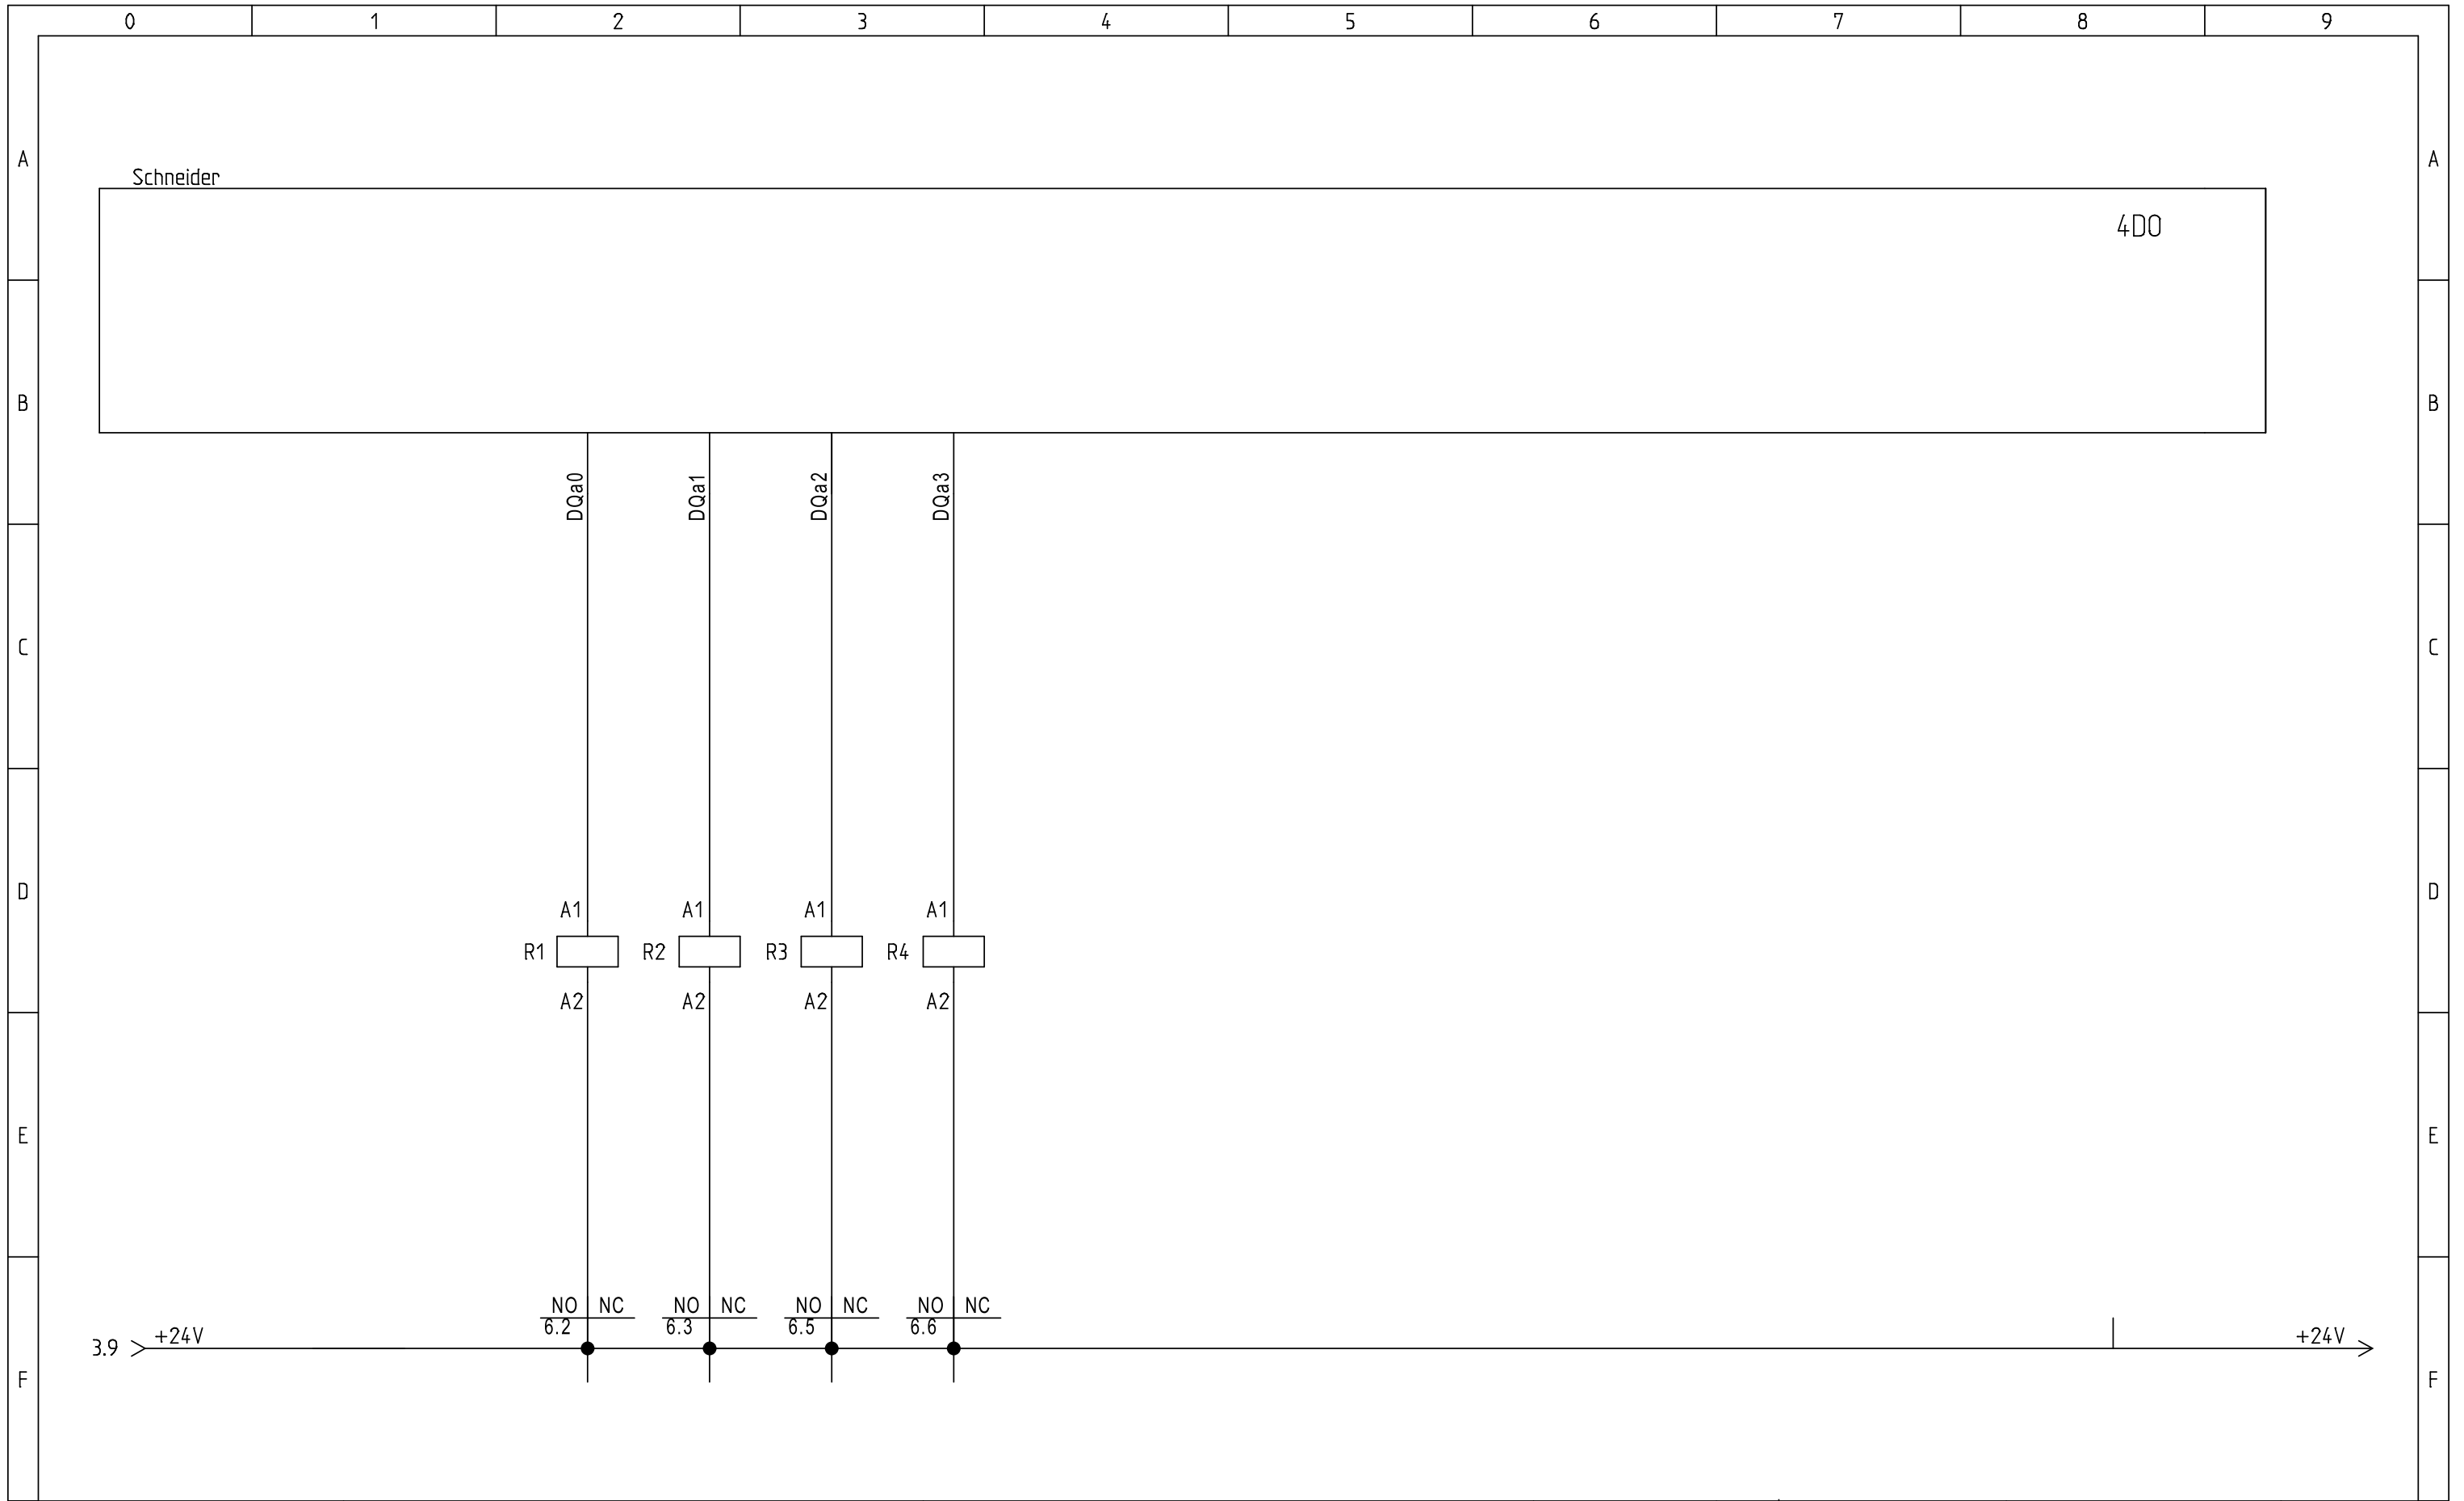 0 1 2 3 4 5 6 7 8 9
A A
Schneider
4DO
B B
DQa0 DQa1 DQa2 DQa3
C C
D D
A1 A1 A1 A1
R1 R2 R3 R4
A2 A2 A2 A2
E E
NO NC NO NC NO NC NO NC
6.2 6.3 6.5 6.6
3.9 +24V +24V
F F